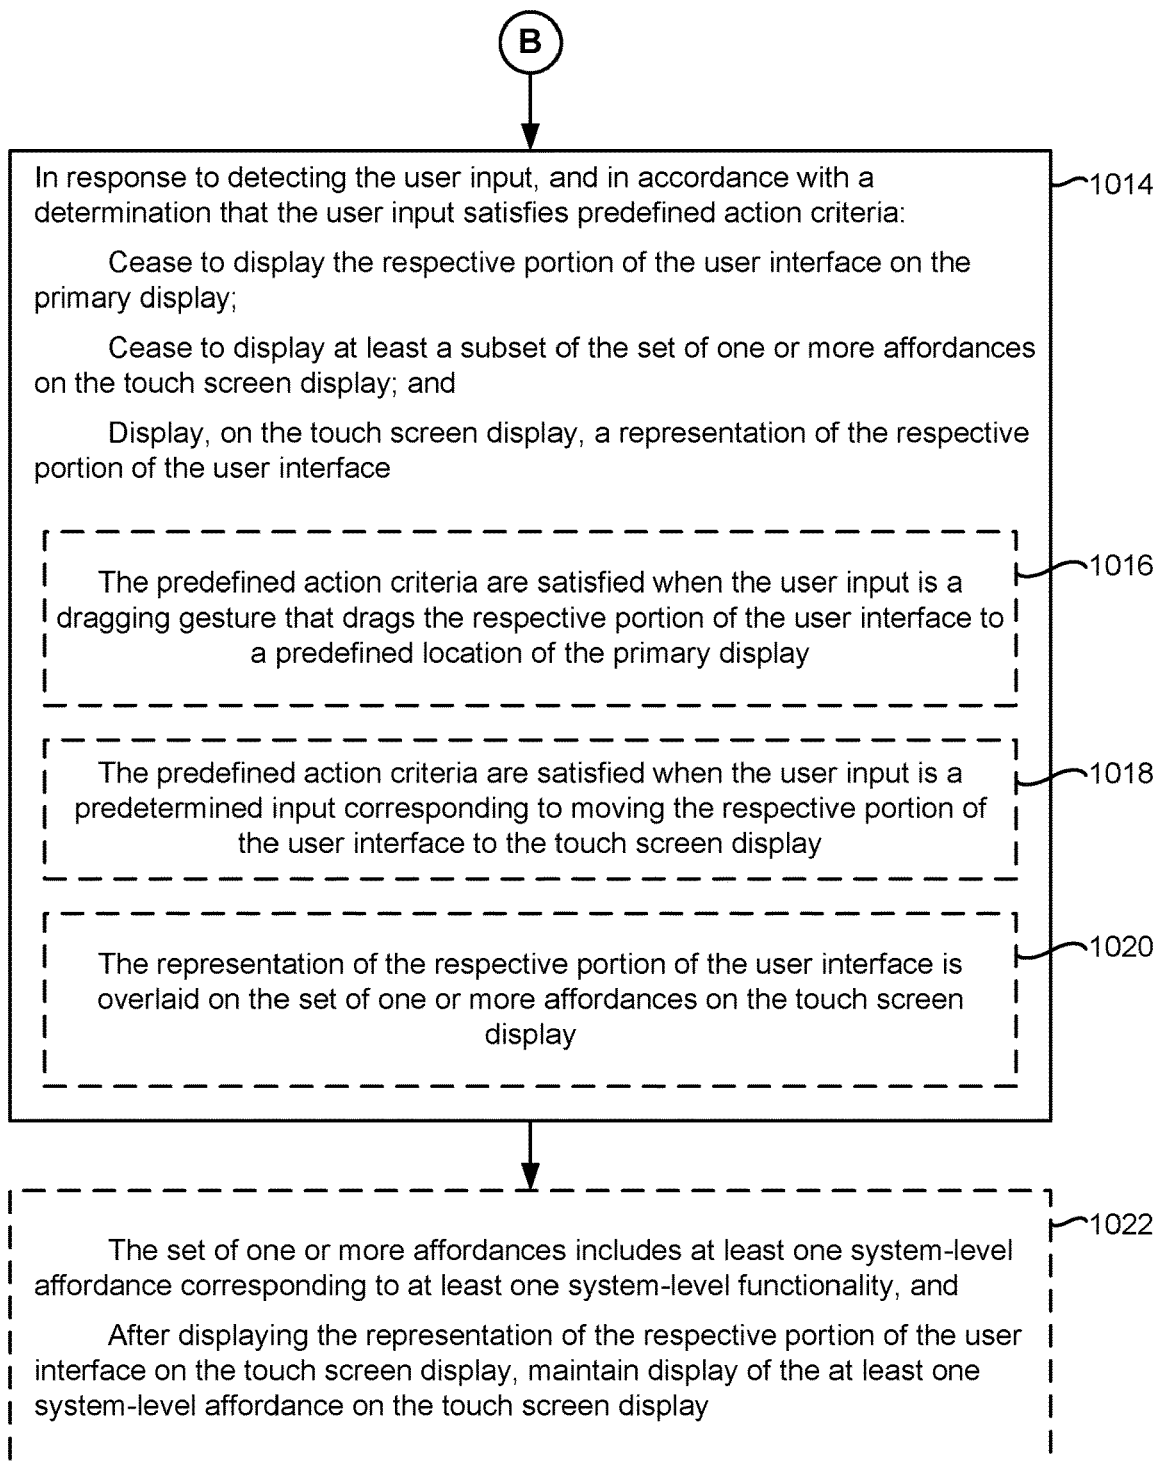 B
In response to detecting the user input, and in accordance with a
determination that the user input satisfies predefined action criteria:
Cease to display the respective portion of the user interface on the
primary display;
Cease to display at least a subset of the set of one or more affordances
on the touch screen display; and
Display, on the touch screen display, a representation of the respective
portion of the user interface
1014
The predefined action criteria are satisfied when the user input is a
dragging gesture that drags the respective portion of the user interface to
a predefined location of the primary display
1016
The predefined action criteria are satisfied when the user input is a
predetermined input corresponding to moving the respective portion of
the user interface to the touch screen display
1018
The representation of the respective portion of the user interface is
overlaid on the set of one or more affordances on the touch screen
display
1020
The set of one or more affordances includes at least one system-level
affordance corresponding to at least one system-level functionality, and
After displaying the representation of the respective portion of the user
interface on the touch screen display, maintain display of the at least one
system-level affordance on the touch screen display
1022